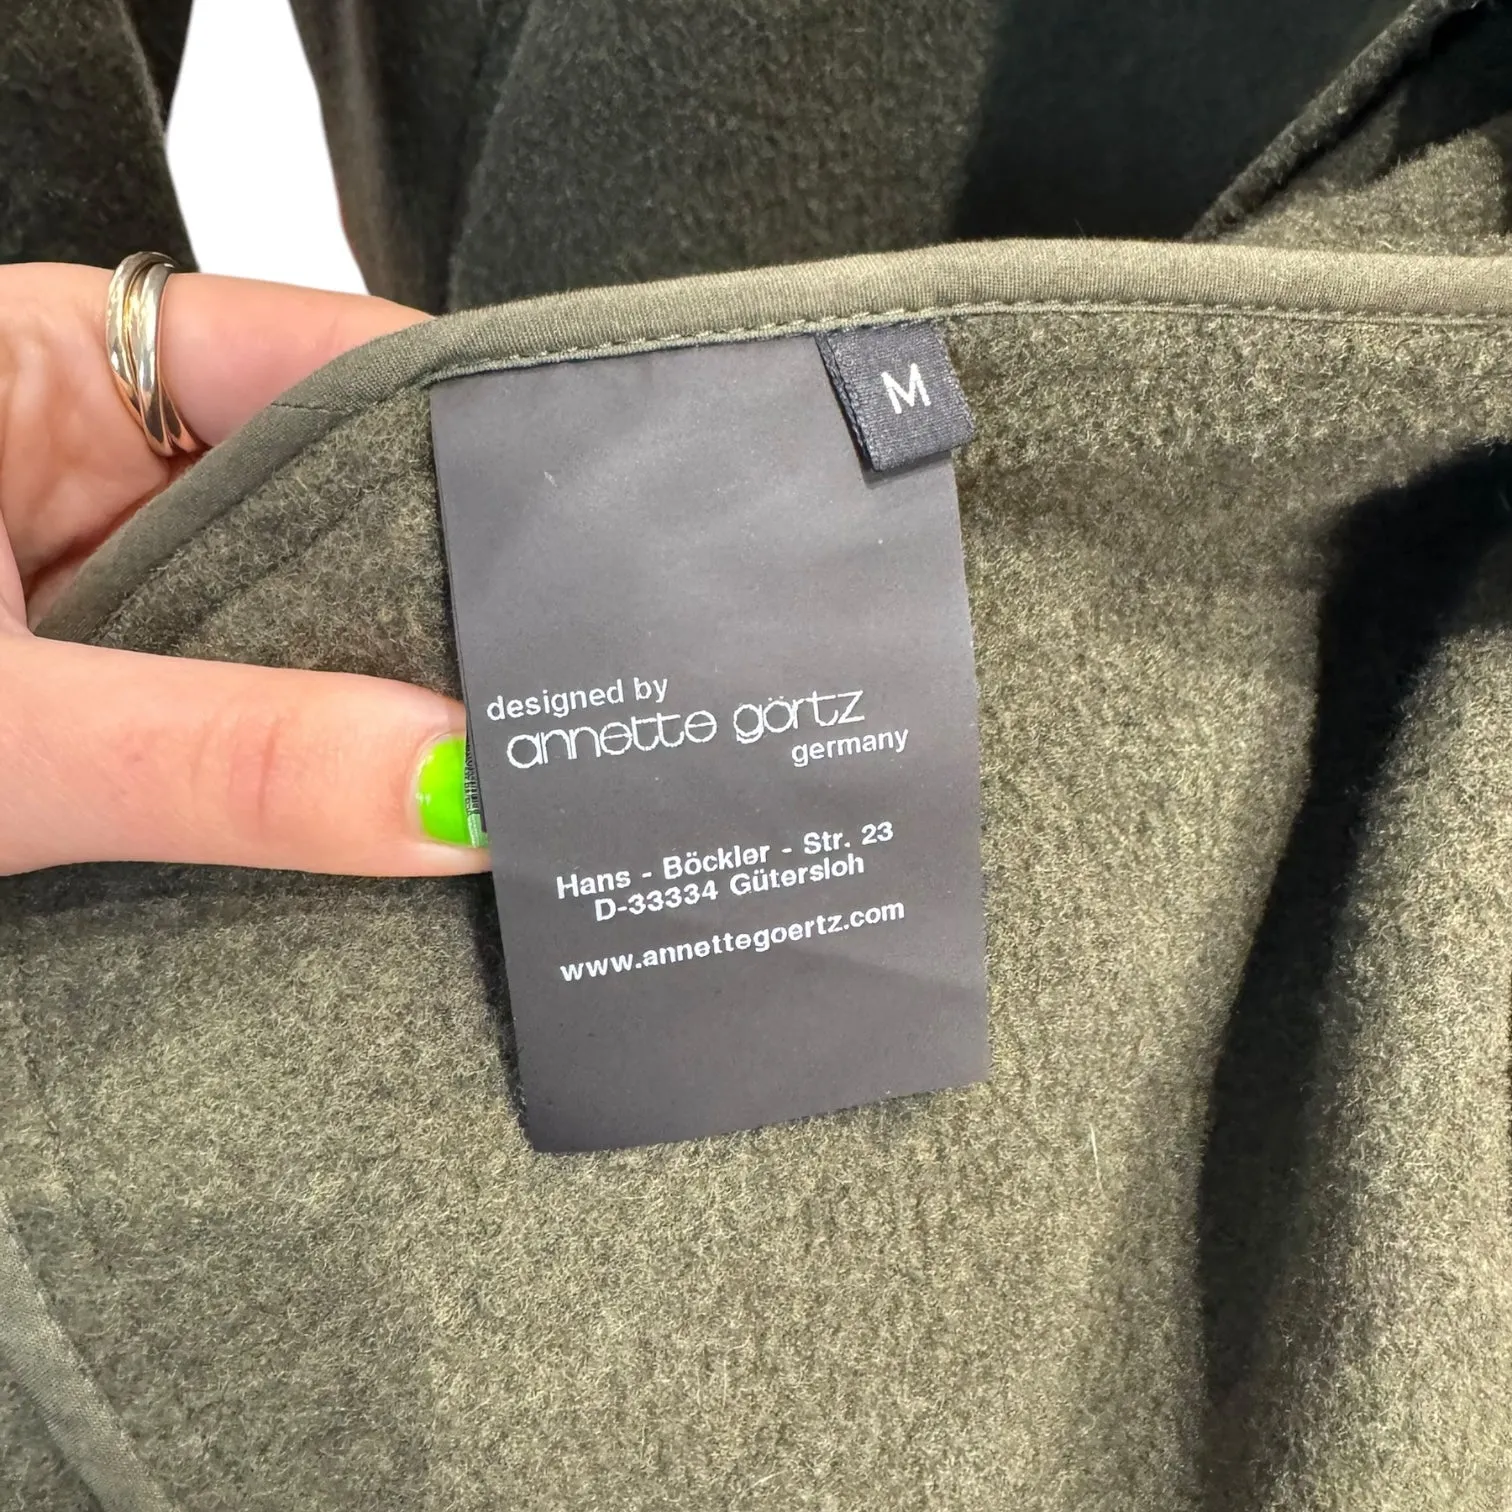 M
designed by
annette görtz
germany
Hans - Böckler - Str. 23
D-33334 Gütersloh
www.annettegoertz.com